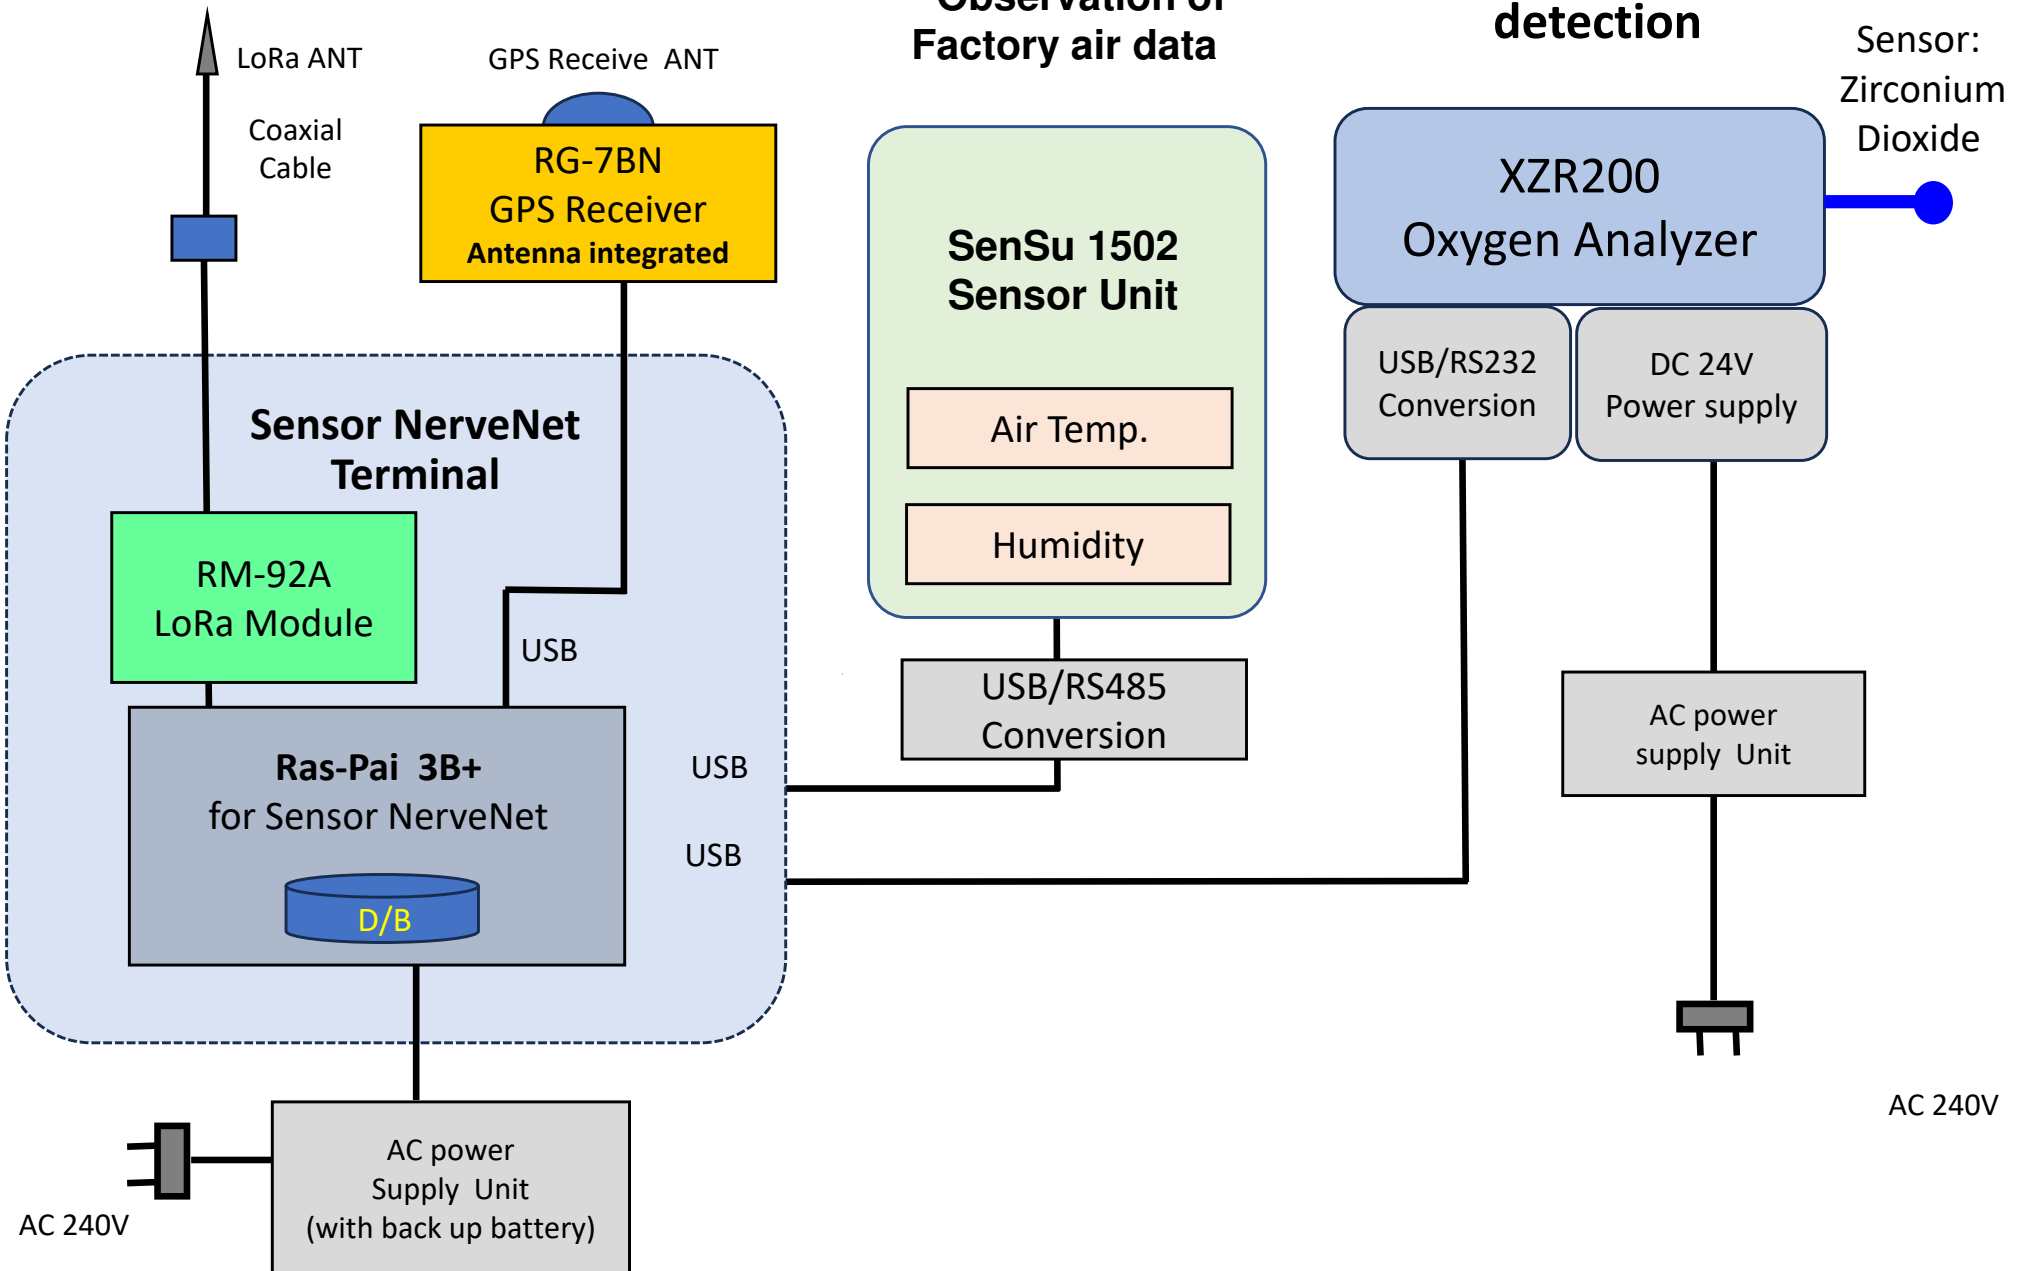 Observation of
Factory air data
detection
Sensor:
Zirconium
Dioxide
LoRa ANT
GPS Receive ANT
Coaxial
Cable
RG-7BN
GPS Receiver
Antenna integrated
SenSu 1502
Sensor Unit
Air Temp.
Humidity
XZR200
Oxygen Analyzer
USB/RS232
Conversion
DC 24V
Power supply
Sensor NerveNet
Terminal
RM-92A
LoRa Module
USB
USB/RS485
Conversion
AC power
supply Unit
Ras-Pai 3B+
for Sensor NerveNet
D/B
USB
USB
AC 240V
AC power
Supply Unit
(with back up battery)
AC 240V